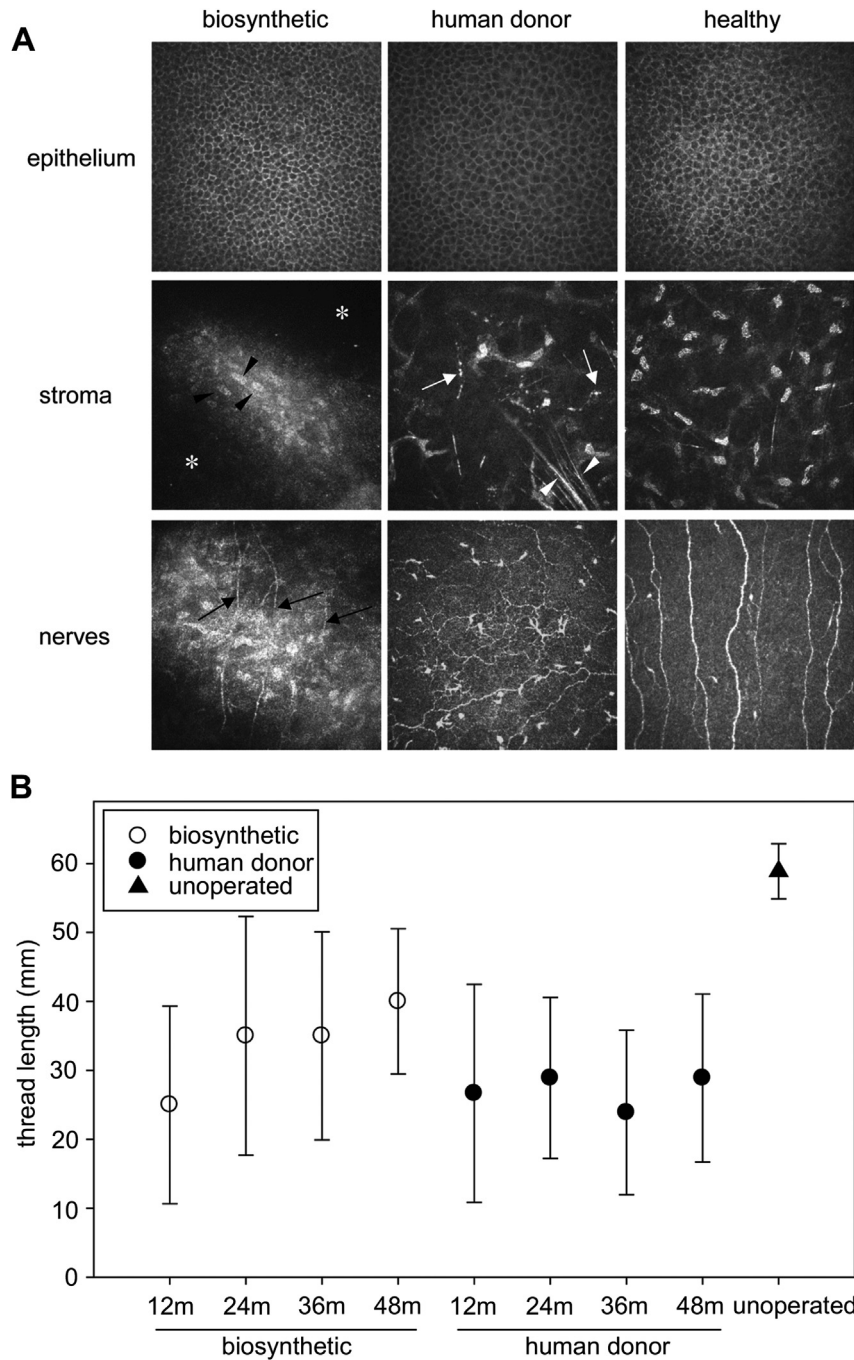 biosynthetic human donor healthy
A
epithelium
stroma
*
*
nerves
B
biosynthetic
human donor
unoperated
thread length (mm)
60
50
40
30
20
10
0
12m 24m 36m 48m 12m 24m 36m 48m unoperated
biosynthetic human donor